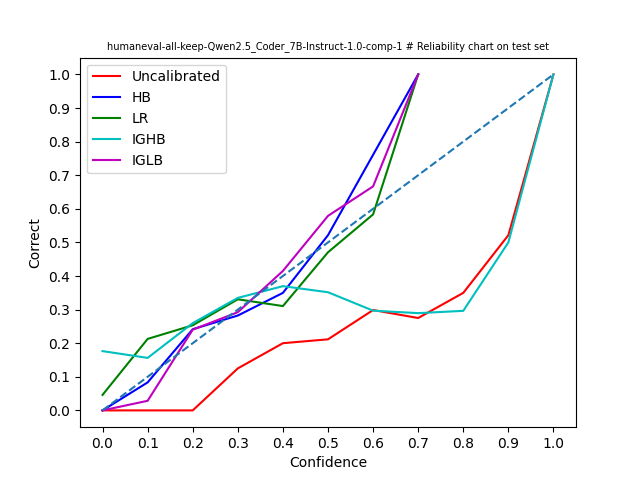 humaneval-all-keep-Qwen2.5_Coder_7B-Instruct-1.0-comp-1 # Reliability chart on test set
Uncalibrated
HB
LR
IGHB
IGLB
1.0
0.9
0.8
0.7
0.6
0.5
0.4
0.3
0.2
0.1
0.0
Correct
0.0 0.1 0.2 0.3 0.4 0.5 0.6 0.7 0.8 0.9 1.0
Confidence